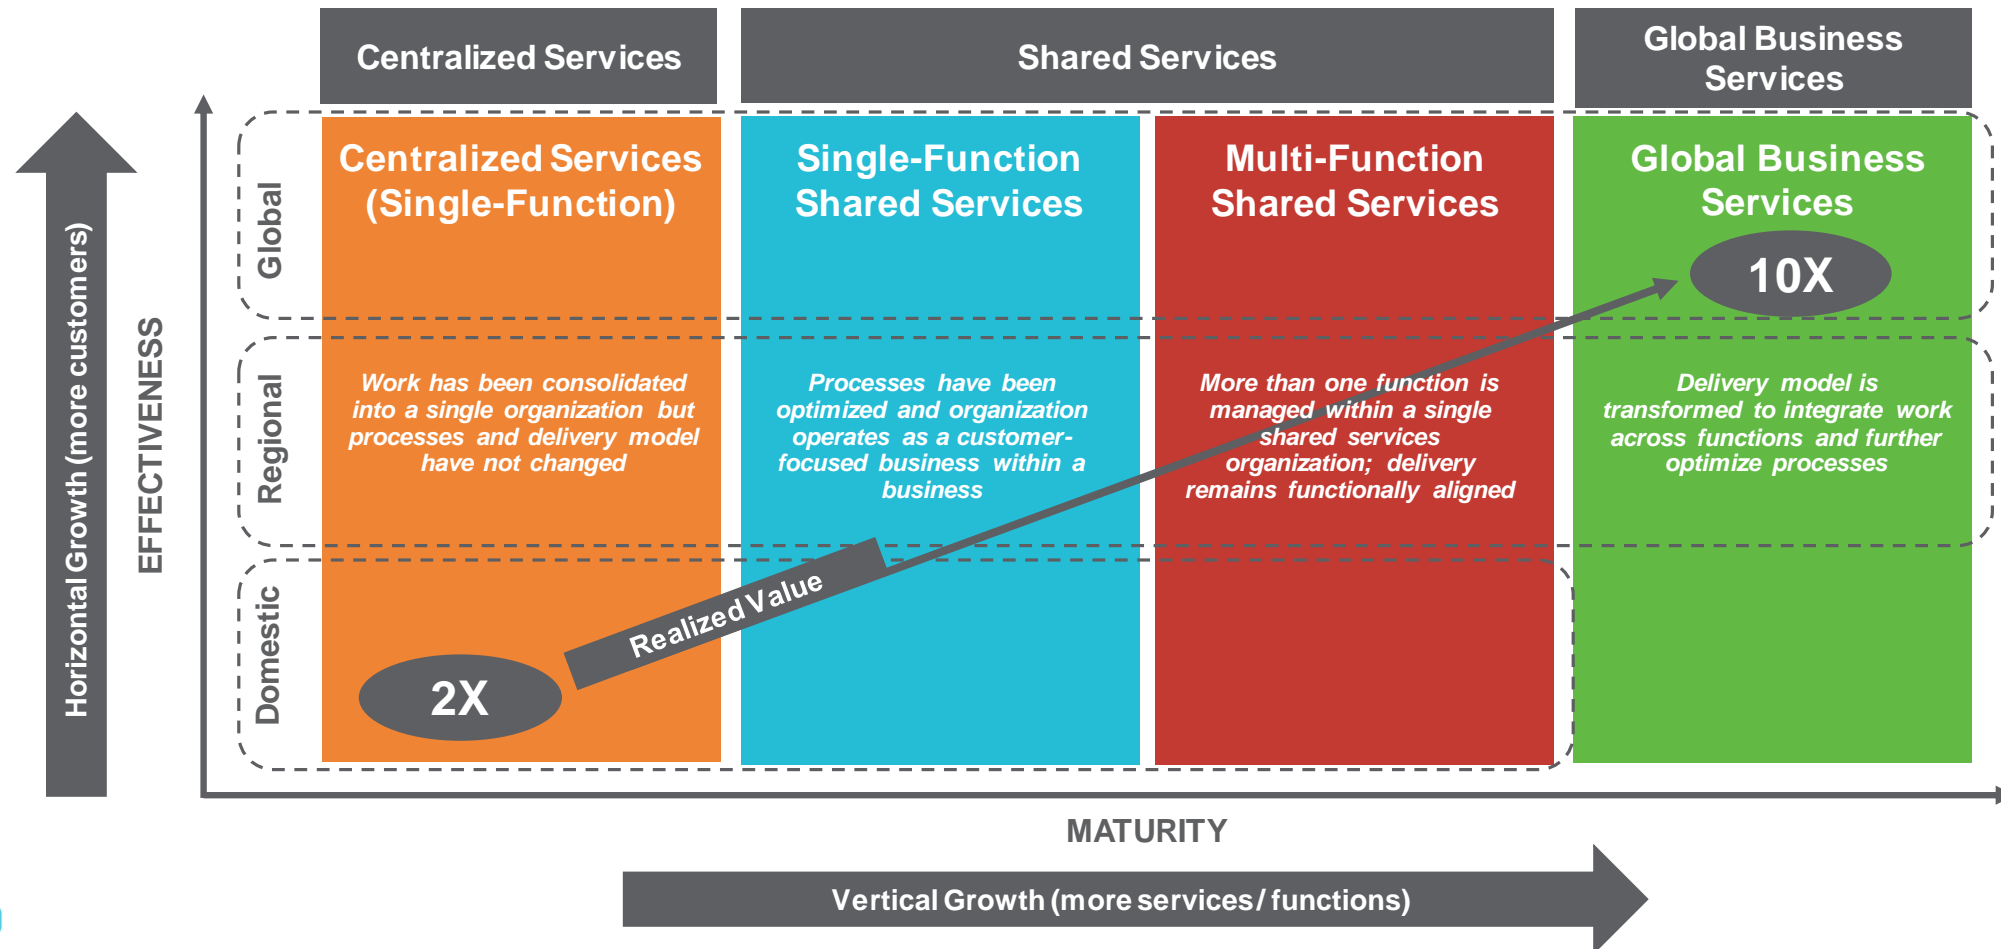 Centralized Services
Shared Services
Global Business
Services
Centralized Services
(Single-Function)
Single-Function
Shared Services
Multi-Function
Shared Services
Global Business
Services
10X
Global
Regional
Domestic
Horizontal Growth (more customers)
EFFECTIVENESS
Work has been consolidated
into a single organization but
processes and delivery model
have not changed
Processes have been
optimized and organization
operates as a customer-
focused business within a
business
More than one function is
managed within a single
shared services
organization; delivery
remains functionally aligned
Delivery model is
transformed to integrate work
across functions and further
optimize processes
Realized Value
2X
MATURITY
Vertical Growth (more services/ functions)